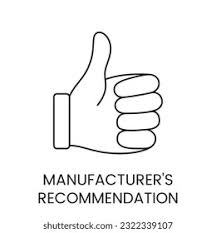 MANUFACTURER'S
RECOMMENDATION
shutterstock.com · 2322339107